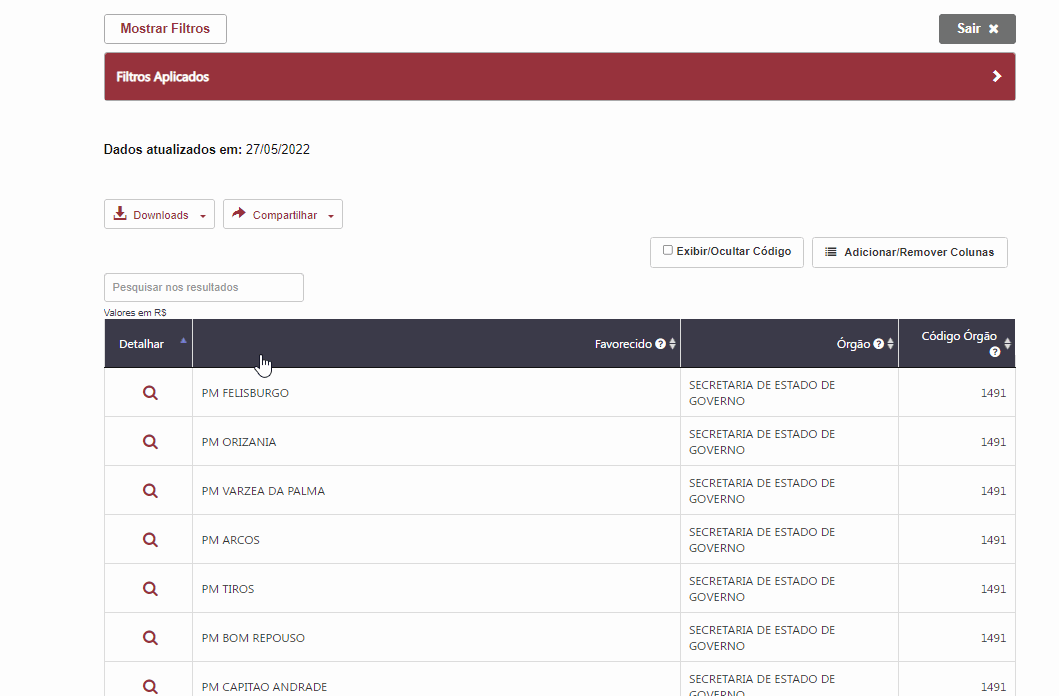 Mostrar Filtros
Sair
Filtros Aplicados
Dados atualizados em: 27/05/2022
Downloads
Compartilhar
Exibir/Ocultar Código
Adicionar/Remover Colunas
Pesquisar nos resultados
Valores em R$
Detalhar
Favorecido
Órgão
Código Órgão
PM FELISBURGO
SECRETARIA DE ESTADO DE
GOVERNO
1491
PM ORIZANIA
SECRETARIA DE ESTADO DE
GOVERNO
1491
PM VARZEA DA PALMA
SECRETARIA DE ESTADO DE
GOVERNO
1491
PM ARCOS
SECRETARIA DE ESTADO DE
GOVERNO
1491
PM TIROS
SECRETARIA DE ESTADO DE
GOVERNO
1491
PM BOM REPOUSO
SECRETARIA DE ESTADO DE
GOVERNO
1491
PM CAPITAO ANDRADE
SECRETARIA DE ESTADO DE
GOVERNO
1491